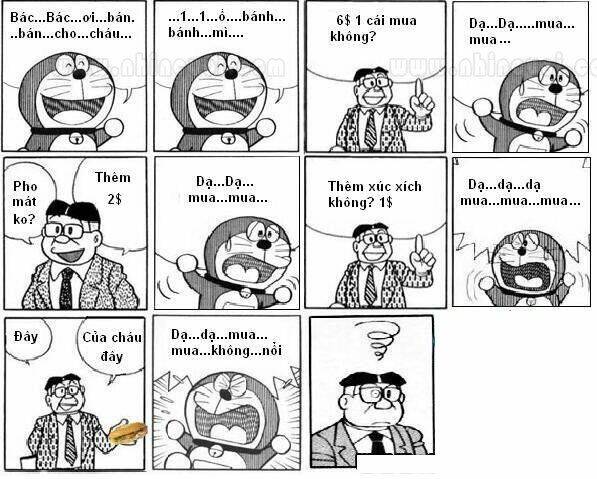 Bác...Bác...ơi...bán.
..bán...cho...cháu...
...1...1...ổ....bánh...
bánh...mì....
6$ 1 cái mua
không?
Dạ...Dạ.....mua...
mua ...
Pho
mát
ko?
Thêm
2$
Dạ...Dạ...
mua...mua...
Thêm xúc xích
không? 1$
Dạ...dạ...dạ
mua...mua...mua...
Đây
Của cháu
đây
Dạ...dạ...mua...
mua...không...nổi